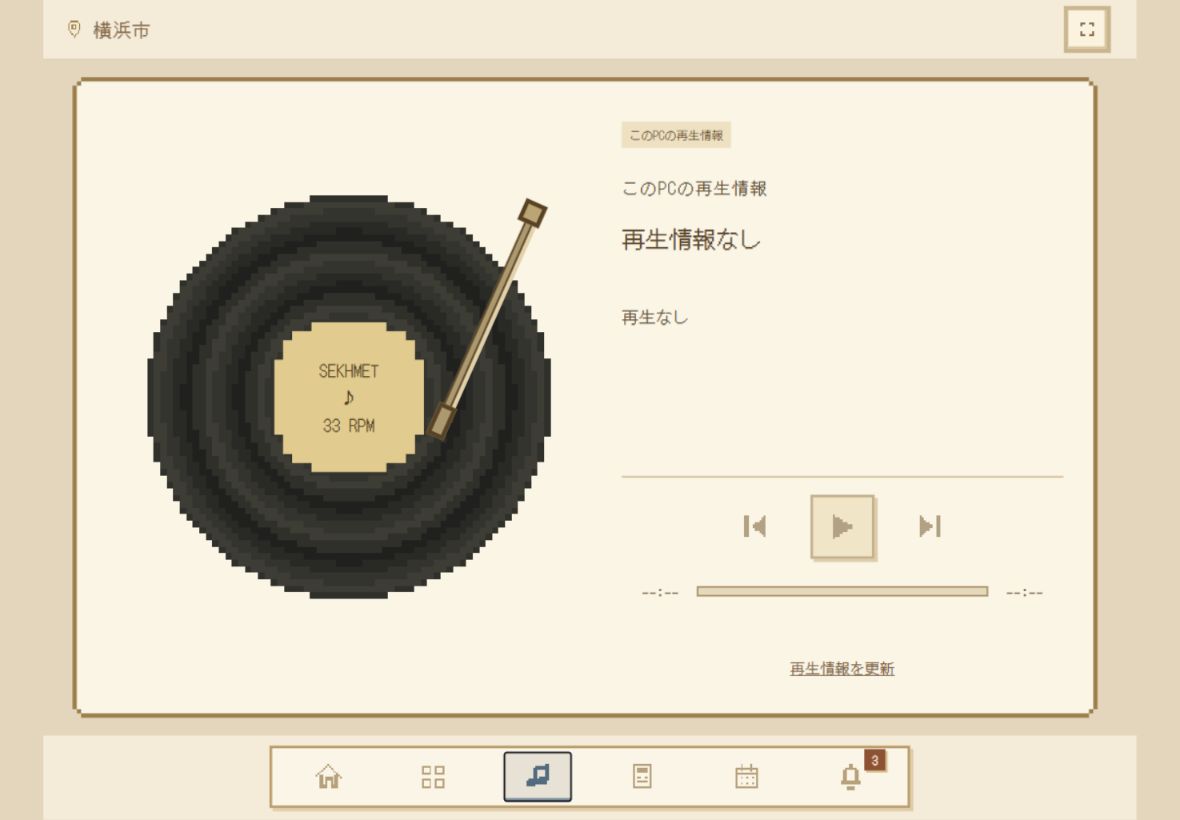 横浜市
このPCの再生情報
このPCの再生情報
再生情報なし
再生なし
SEKHMET
♪
33 RPM
--:-- --:--
再生情報を更新
3